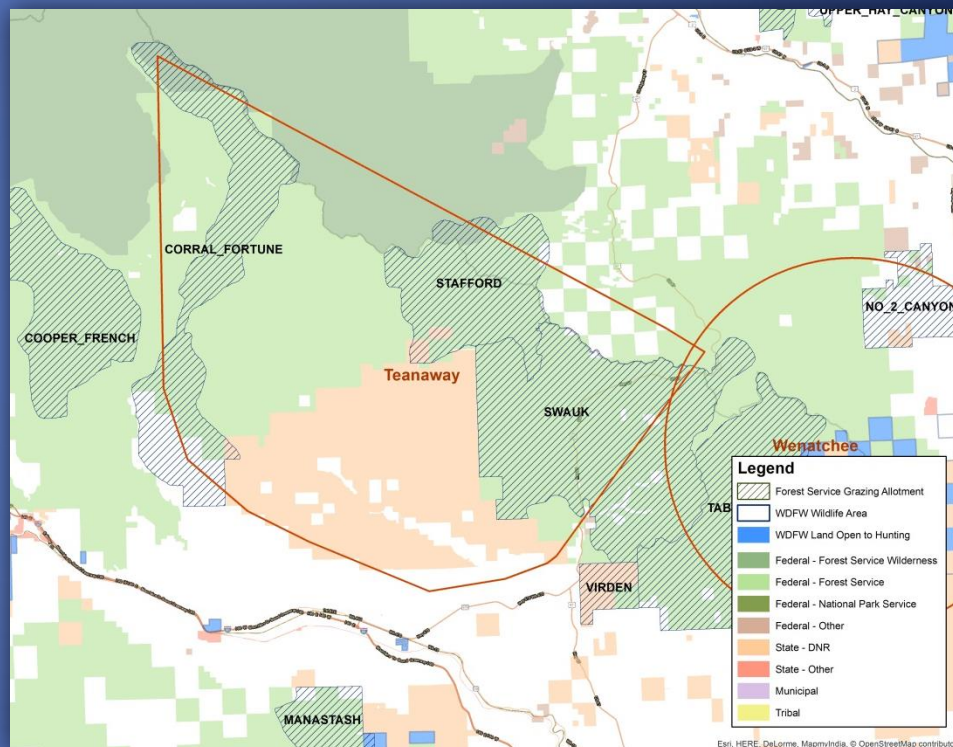 UPPER_HAY_CANYON
CORRAL_FORTUNE
STAFFORD
NO_2_CANYON
COOPER_FRENCH
Teanaway
SWAUK
Wenatchee
TAB
VIRDEN
MANASTASH
Legend
Forest Service Grazing Allotment
WDFW Wildlife Area
WDFW Land Open to Hunting
Federal - Forest Service Wilderness
Federal - Forest Service
Federal - National Park Service
Federal - Other
State - DNR
State - Other
Municipal
Tribal
Esri, HERE, DeLorme, MapmyIndia, © OpenStreetMap contributo